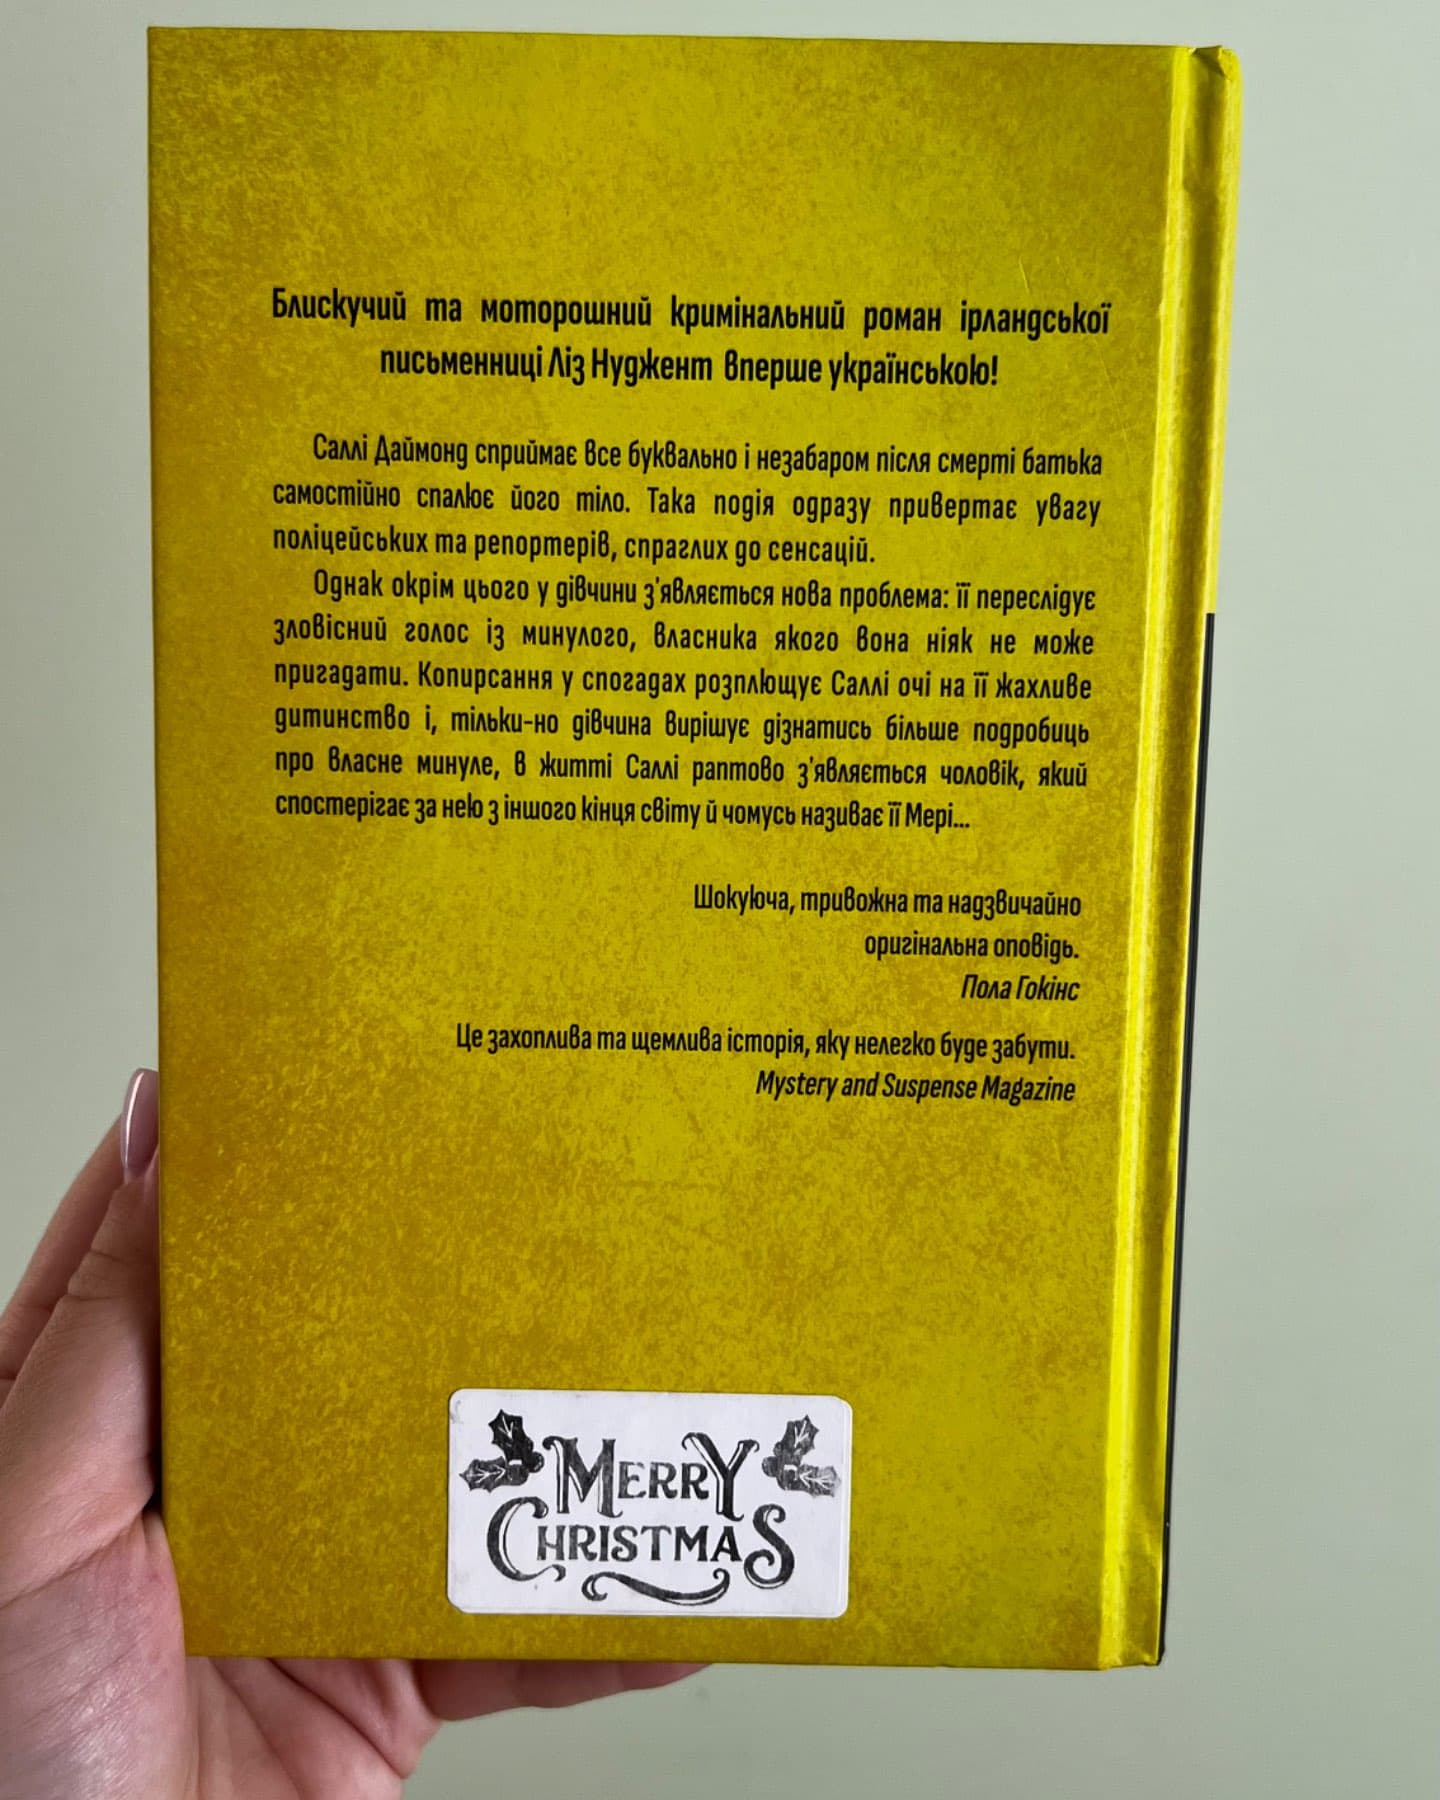 Блискучий та моторошний кримінальний роман ірландської
письменниці Ліз Нуджент вперше українською!
Саллі Даймонд сприймає все буквально і незабаром після смерті батька
самостійно спалює його тіло. Така подія одразу привертає увагу
поліцейських та репортерів, спраглих до сенсацій.
Однак окрім цього у дівчини з'являється нова проблема: її переслідує
зловісний голос із минулого, власника якого вона ніяк не може
пригадати. Копирсання у спогадах розплющує Саллі очі на її жахливе
дитинство і, тільки-но дівчина вирішує дізнатись більше подробиць
про власне минуле, в житті Саллі раптово з'являється чоловік, який
спостерігає за нею з іншого кінця світу й чомусь називає її Мері...
Шокуюча, тривожна та надзвичайно
оригінальна оповідь.
Пола Гокінс
Це захоплива та щемлива історія, яку нелегко буде забути.
Mystery and Suspense Magazine
MERRY
CHRISTMAS